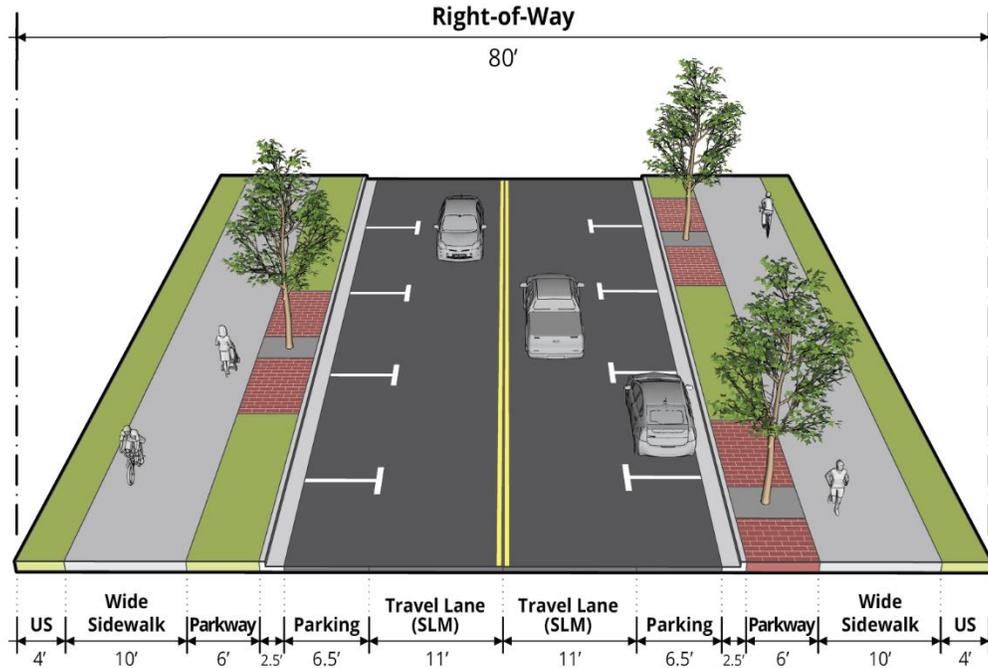 Right-of-Way
80’
US
Wide
Sidewalk
Parkway
Parking
Travel Lane
(SLM)
Travel Lane
(SLM)
Parking
Parkway
Wide
Sidewalk
US
4’ 10’ 6’ 2.5’ 6.5’ 11’ 11’ 6.5’ 2.5’ 6’ 10’ 4’